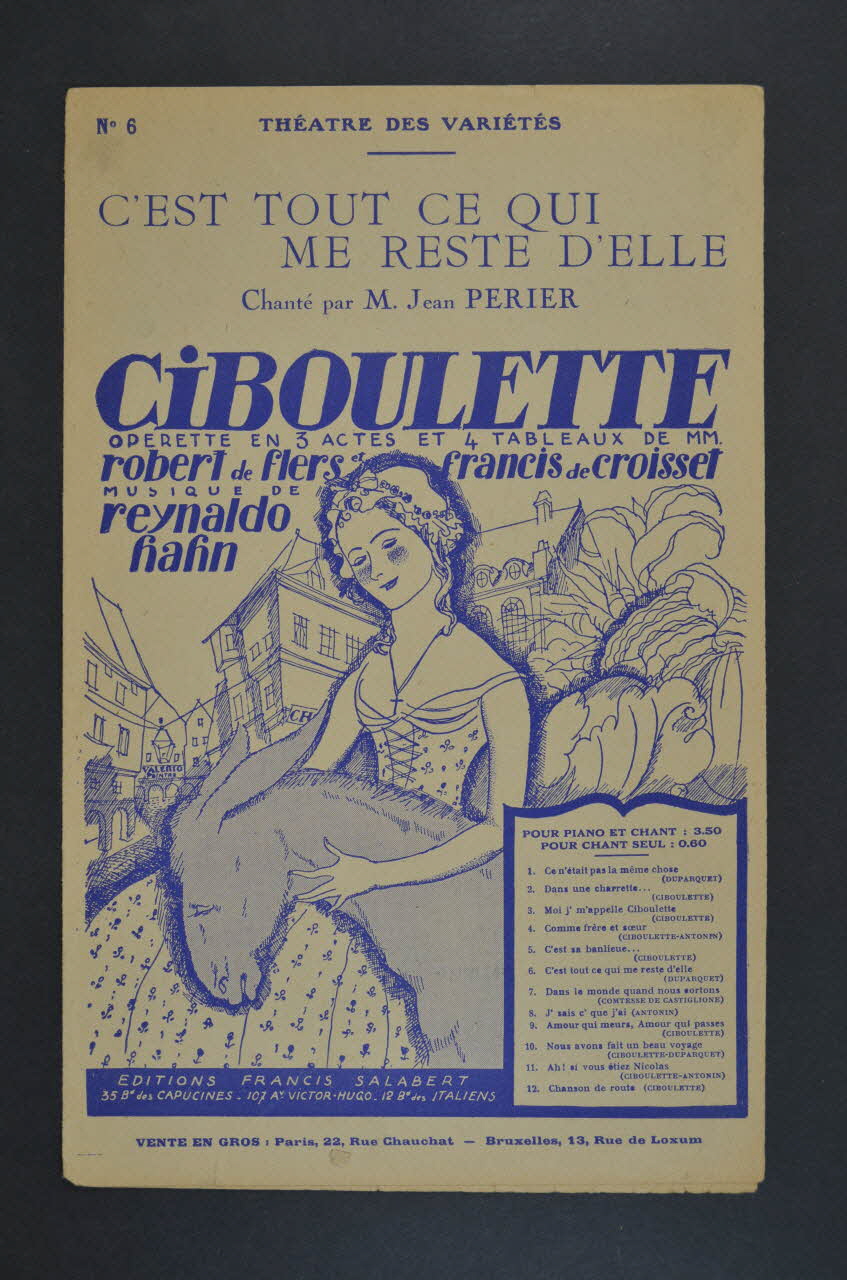 Nº 6
THÉATRE DES VARIÉTÉS
C'EST TOUT CE QUI
ME RESTE D'ELLE
Chanté par M. Jean PERIER
CiBOULETTE
OPERETTE EN 3 ACTES ET 4 TABLEAUX DE MM.
robert de flers et francis de croisset
MUSIQUE DE
reynaldo
hahn
CH
VALERIO
PEINTRE
POUR PIANO ET CHANT : 3.50
POUR CHANT SEUL : 0.60
1. Ce n'était pas la même chose
(DUPARQUET)
2. Dans une charrette...
(CIBOULETTE)
3. Moi j' m'appelle Ciboulette
(CIBOULETTE)
4. Comme frère et sœur
(CIBOULETTE-ANTONIN)
5. C'est sa banlieue...
(CIBOULETTE)
6. C'est tout ce qui me reste d'elle
(DUPARQUET)
7. Dans le monde quand nous sortons
(COMTESSE DE CASTIGLIONE)
8. J' sais c' que j'ai (ANTONIN)
9. Amour qui meurs, Amour qui passes
(CIBOULETTE)
10. Nous avons fait un beau voyage
(CIBOULETTE-DUPARQUET)
11. Ah! si vous étiez Nicolas
(CIBOULETTE-ANTONIN)
12. Chanson de route (CIBOULETTE)
EDITIONS FRANCIS SALABERT
35 Bd des CAPUCINES - 107 Av. VICTOR-HUGO. 12 Bd des ITALIENS
VENTE EN GROS : Paris, 22, Rue Chauchat — Bruxelles, 13, Rue de Loxum